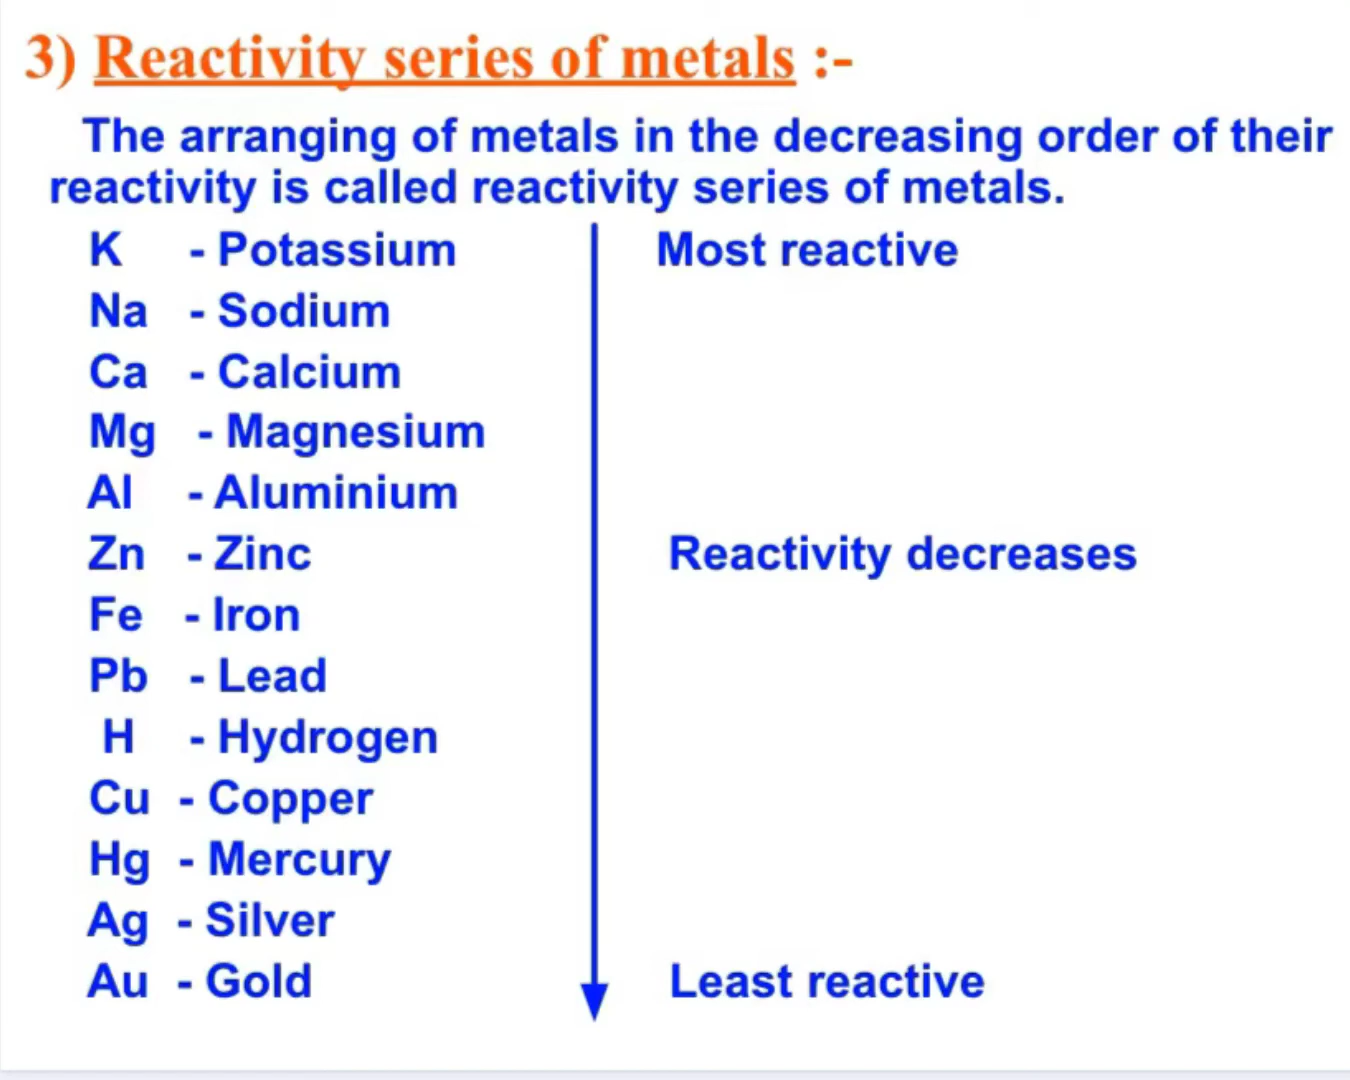 3) Reactivity series of metals :-
The arranging of metals in the decreasing order of their
reactivity is called reactivity series of metals.
K - Potassium Most reactive
Na - Sodium
Ca - Calcium
Mg - Magnesium
Al - Aluminium
Zn - Zinc Reactivity decreases
Fe - Iron
Pb - Lead
H - Hydrogen
Cu - Copper
Hg - Mercury
Ag - Silver
Au - Gold Least reactive